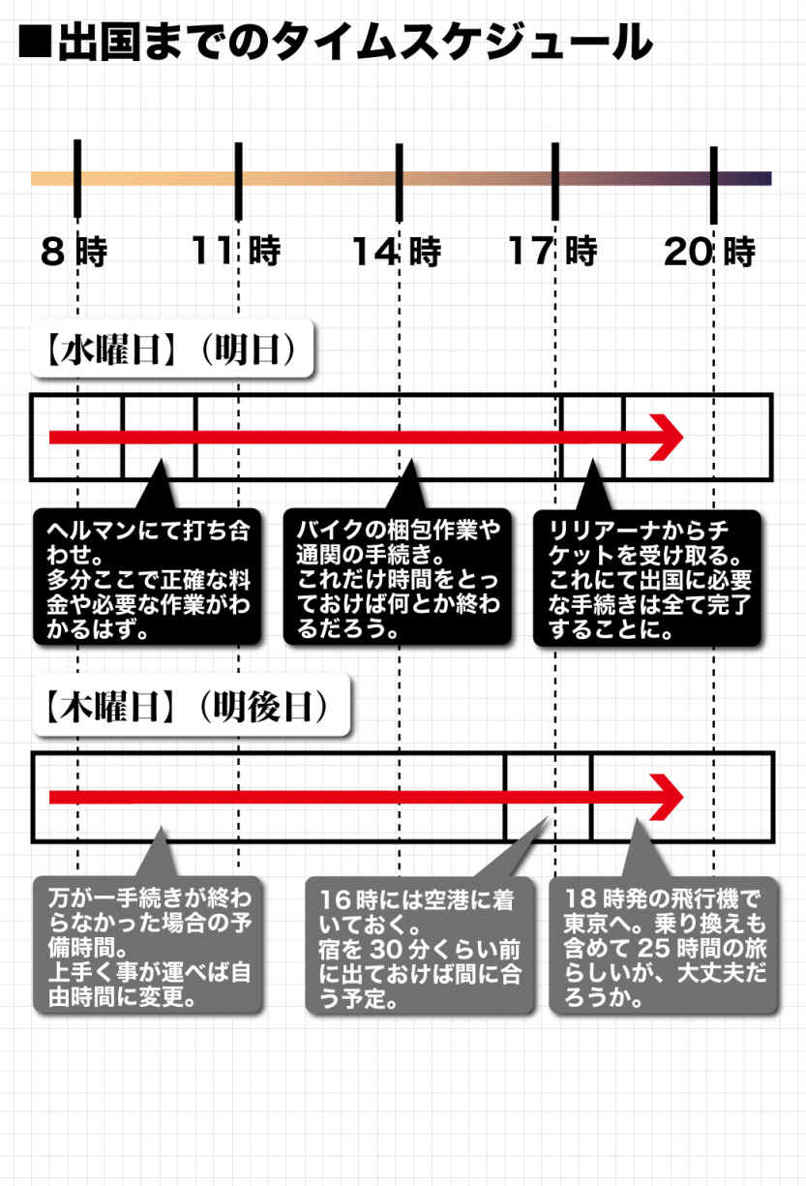 ■出国までのタイムスケジュール
8時 11時 14時 17時 20時
【水曜日】（明日）
ヘルマンにて打ち合
わせ。
多分ここで正確な料
金や必要な作業がわ
かるはず。
バイクの梱包作業や
通関の手続き。
これだけ時間をとっ
ておけば何とか終わ
るだろう。
リリアーナからチ
ケットを受け取る。
これにて出国に必要
な手続きは全て完了
することに。
【木曜日】（明後日）
万が一手続きが終わ
らなかった場合の予
備時間。
上手く事が運べば自
由時間に変更。
16時には空港に着
いておく。
宿を30分くらい前
に出ておけば間に合
う予定。
18時発の飛行機で
東京へ。乗り換えも
含めて25時間の旅
らしいが、大丈夫だ
ろうか。